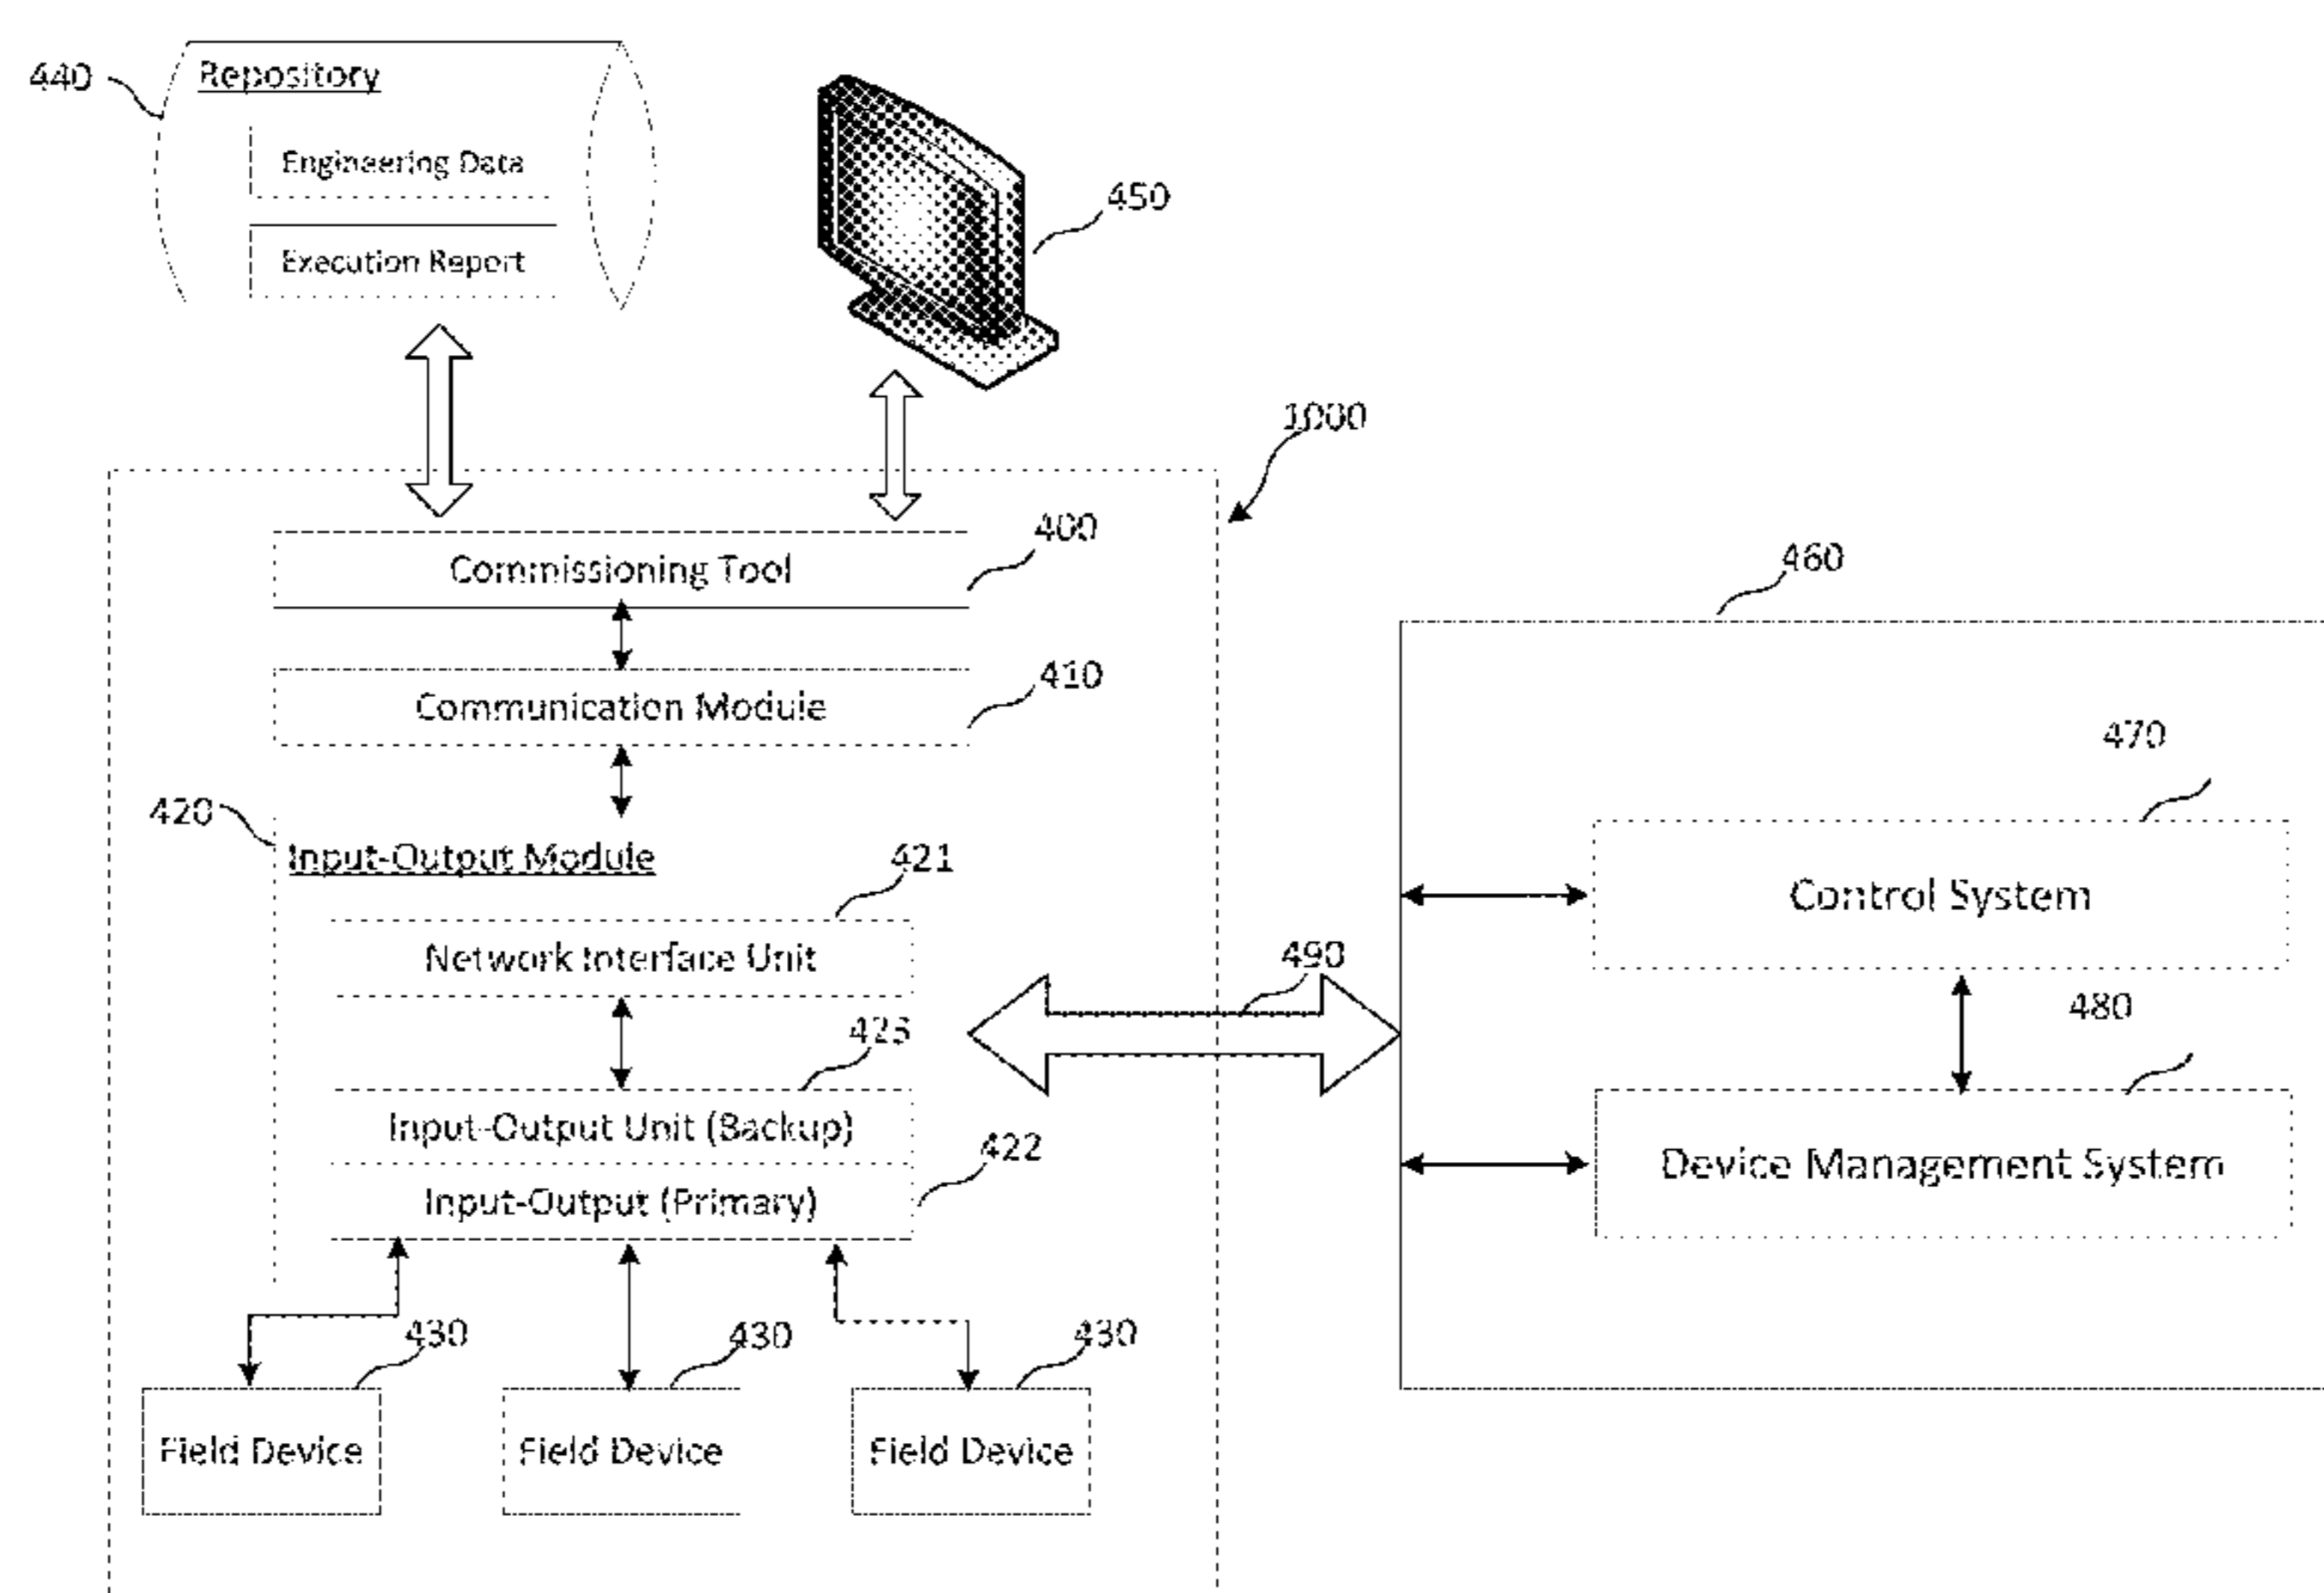 440
Repository
Engineering Data
Execution Report
450
1000
400
Commissioning Tool
410
Communication Module
420
Input-Output Module
421
Network Interface Unit
423
Input-Output Unit (Backup)
422
Input-Output (Primary)
430
430
430
Field Device
Field Device
Field Device
490
460
470
Control System
480
Device Management System